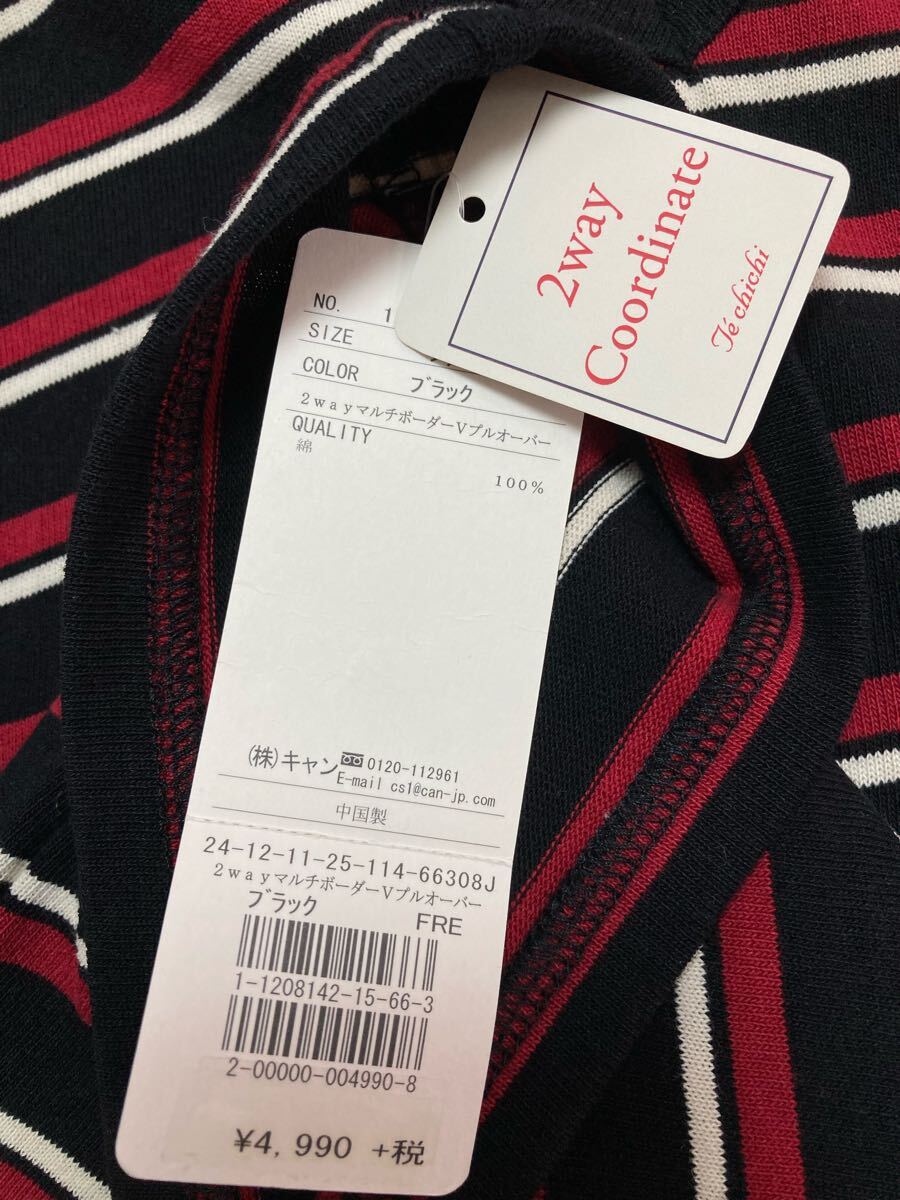 2way
Coordinate
Té chichi
NO. 1
SIZE
COLOR ブラック
2wayマルチボーダーVプルオーバー
QUALITY
綿
100%
(株)キャン 0120-112961
E-mail cs1@can-jp.com
中国製
24-12-11-25-114-66308J
2wayマルチボーダーVプルオーバー
ブラック
FRE
1-1208142-15-66-3
2-00000-004990-8
¥4,990 +税